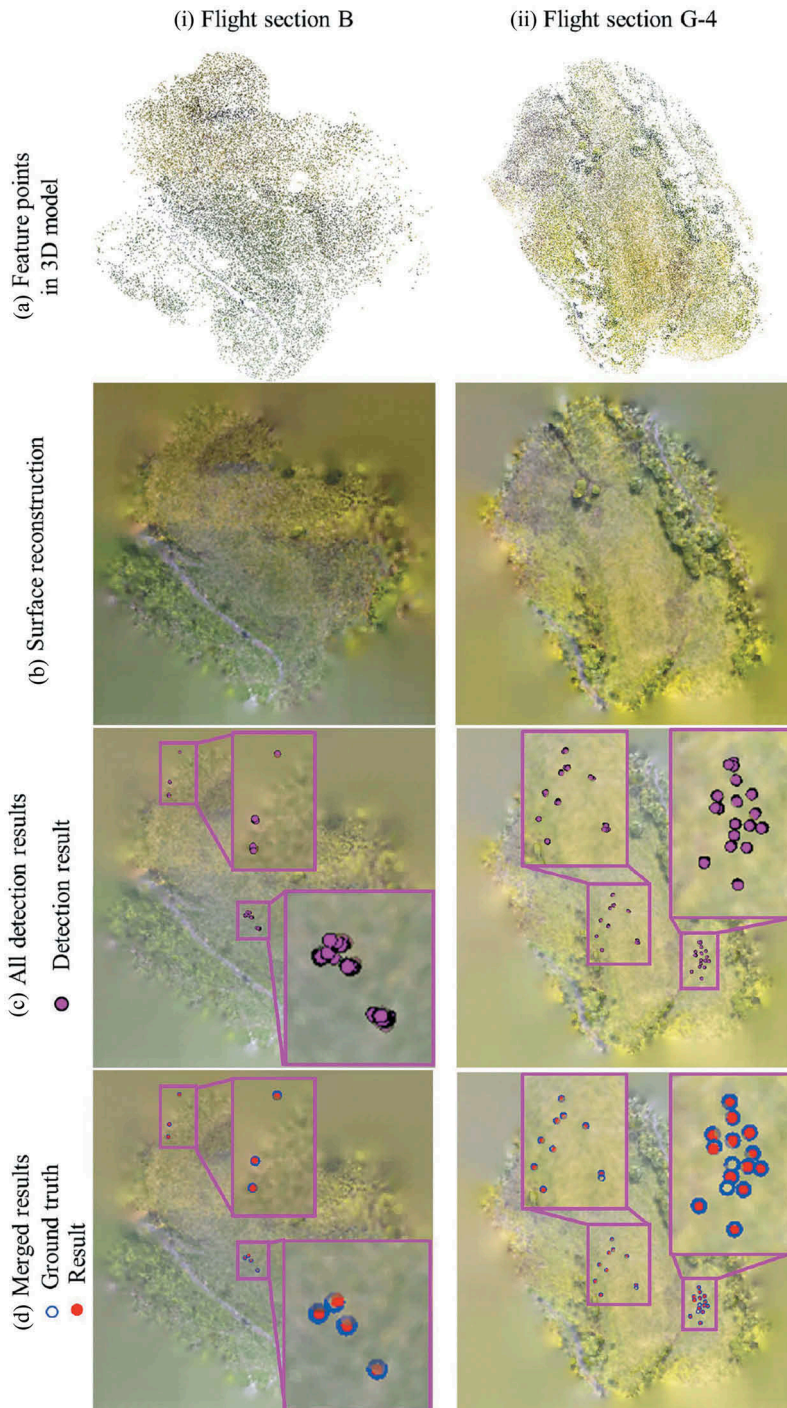 (i) Flight section B
(ii) Flight section G-4
(a) Feature points
in 3D model
(b) Surface reconstruction
(c) All detection results
Detection result
(d) Merged results
Ground truth
Result